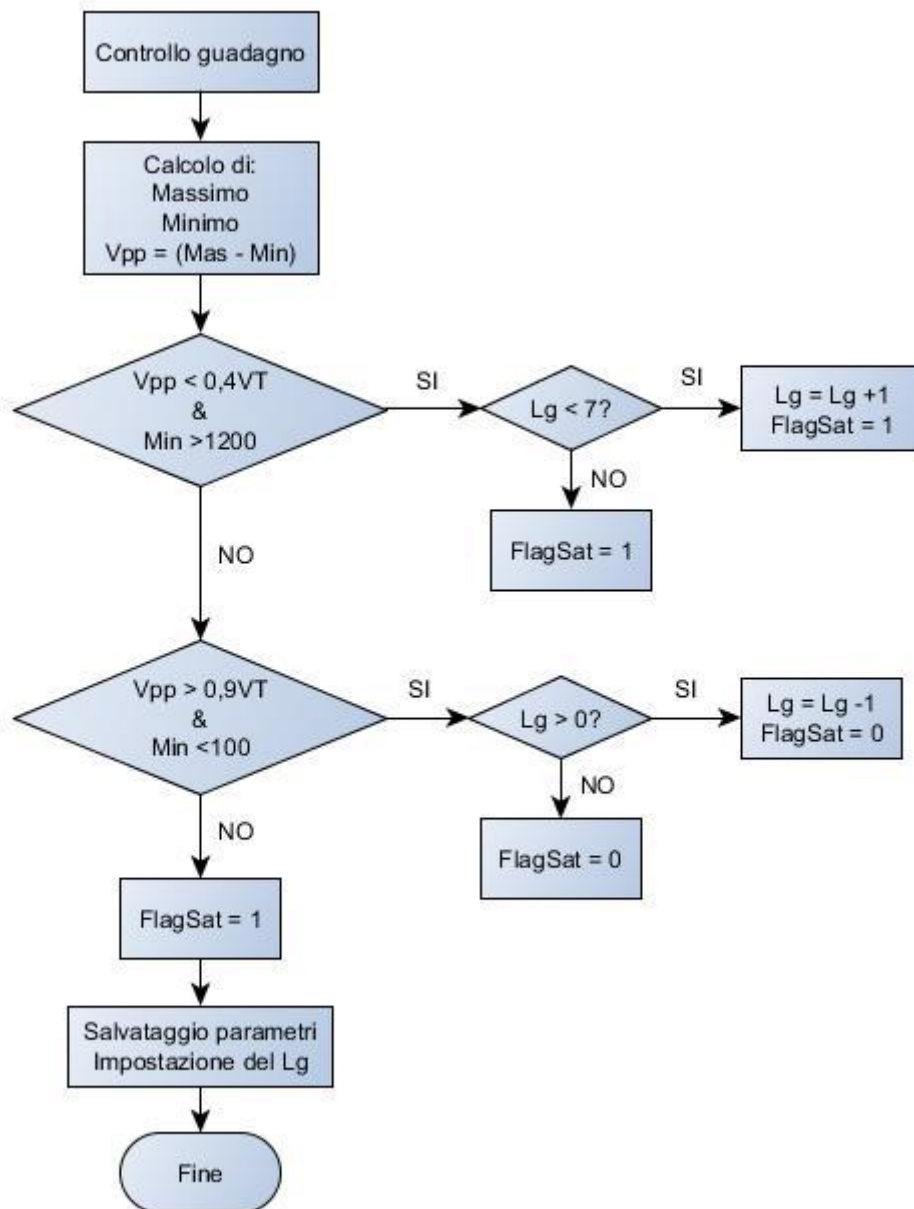 Controllo guadagno
Calcolo di:
Massimo
Minimo
Vpp = (Mas - Min)
Vpp < 0,4VT
&
Min >1200
SI
Lg < 7?
SI
Lg = Lg +1
FlagSat = 1
NO
FlagSat = 1
NO
Vpp > 0,9VT
&
Min <100
SI
Lg > 0?
SI
Lg = Lg -1
FlagSat = 0
NO
FlagSat = 0
NO
FlagSat = 1
Salvataggio parametri
Impostazione del Lg
Fine